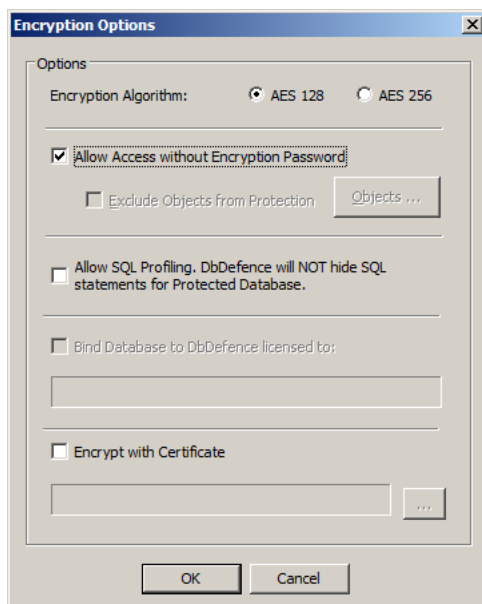 Encryption Options
Options
Encryption Algorithm: AES 128 AES 256
Allow Access without Encryption Password
Exclude Objects from Protection Objects ...
Allow SQL Profiling. DbDefence will NOT hide SQL
statements for Protected Database.
Bind Database to DbDefence licensed to:
Encrypt with Certificate
...
OK Cancel